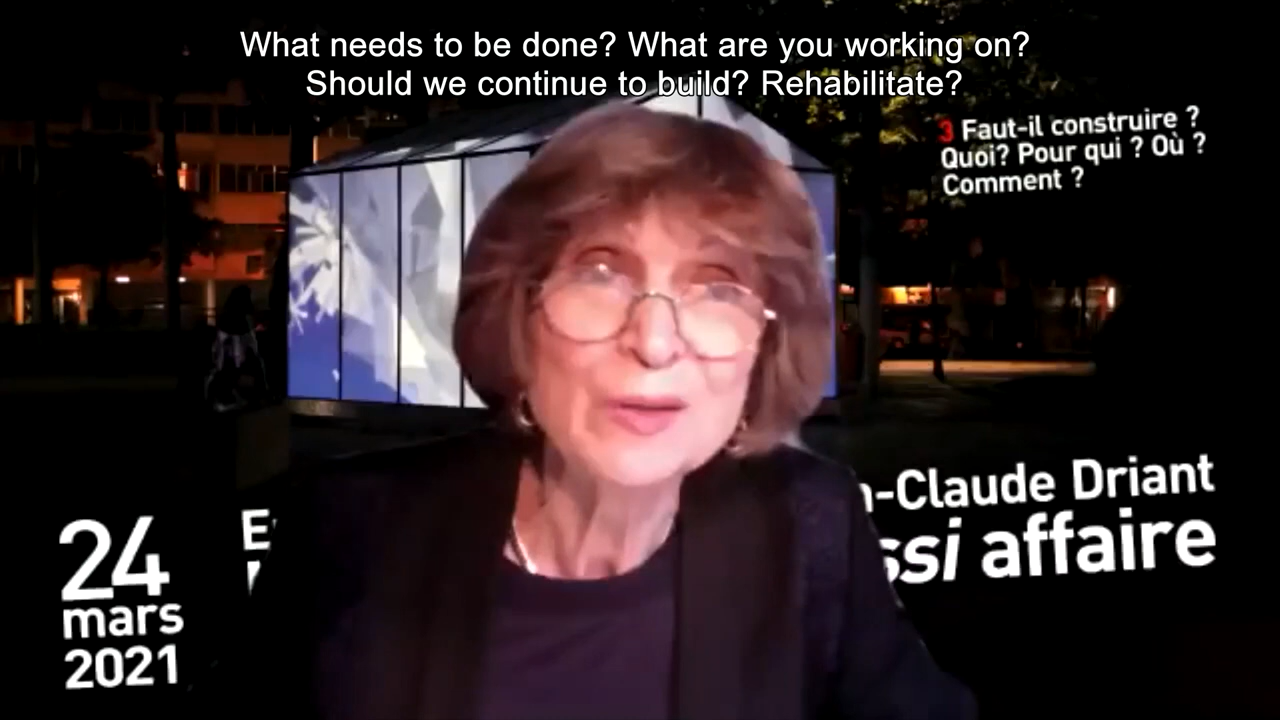 What needs to be done? What are you working on?
Should we continue to build? Rehabilitate?
3 Faut-il construire ?
Quoi? Pour qui ? Où ?
Comment ?
-Claude Driant
ssi affaire
24
mars
2021